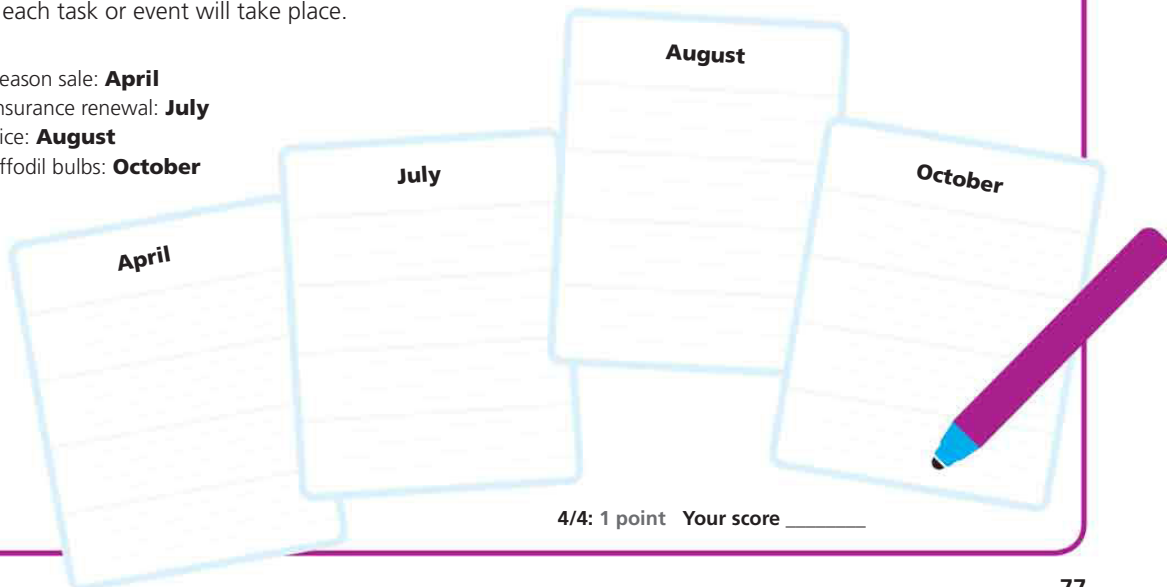 each task or event will take place.
eason sale: April
nsurance renewal: July
ice: August
ffodil bulbs: October
April
July
August
October
4/4: 1 point Your score ________
77